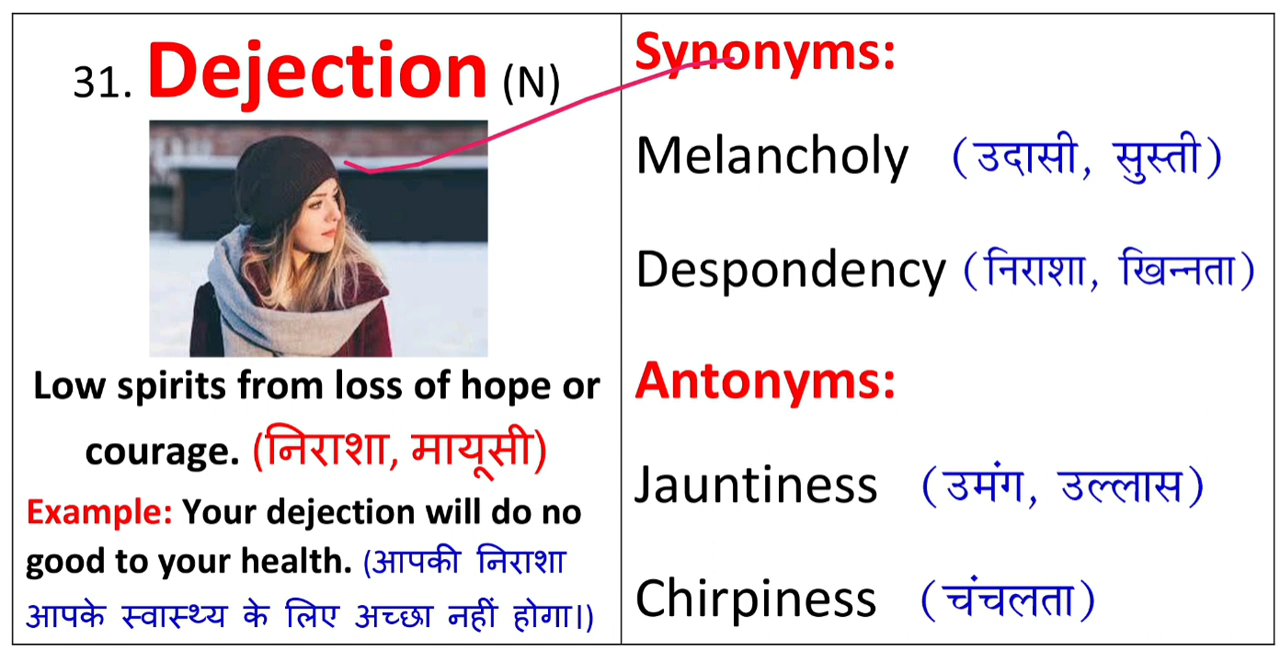 31. Dejection (N)
Low spirits from loss of hope or
courage. (निराशा, मायूसी)
Example: Your dejection will do no
good to your health. (आपकी निराशा
आपके स्वास्थ्य के लिए अच्छा नहीं होगा।)
Synonyms:
Melancholy (उदासी, सुस्ती)
Despondency (निराशा, खिन्नता)
Antonyms:
Jauntiness (उमंग, उल्लास)
Chirpiness (चंचलता)